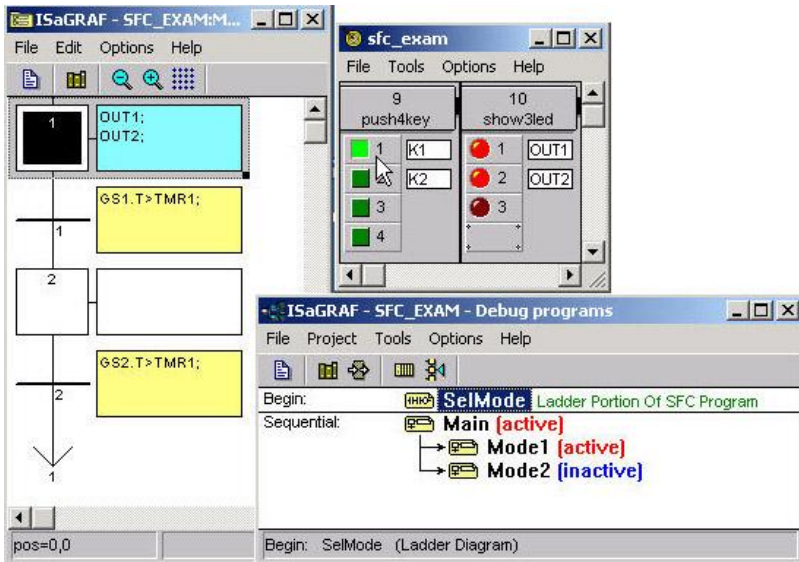 ISaGRAF - SFC_EXAM:M...
File Edit Options Help
1
OUT1;
OUT2;
GS1.T>TMR1;
1
2
GS2.T>TMR1;
2
1
pos=0,0
sfc_exam
File Tools Options Help
9
push4key
10
show3led
1 K1
K2
3
4
1 OUT1
2 OUT2
3
ISaGRAF - SFC_EXAM - Debug programs
File Project Tools Options Help
Begin: SelMode Ladder Portion Of SFC Program
Sequential: Main (active)
Mode1 (active)
Mode2 (inactive)
Begin: SelMode (Ladder Diagram)